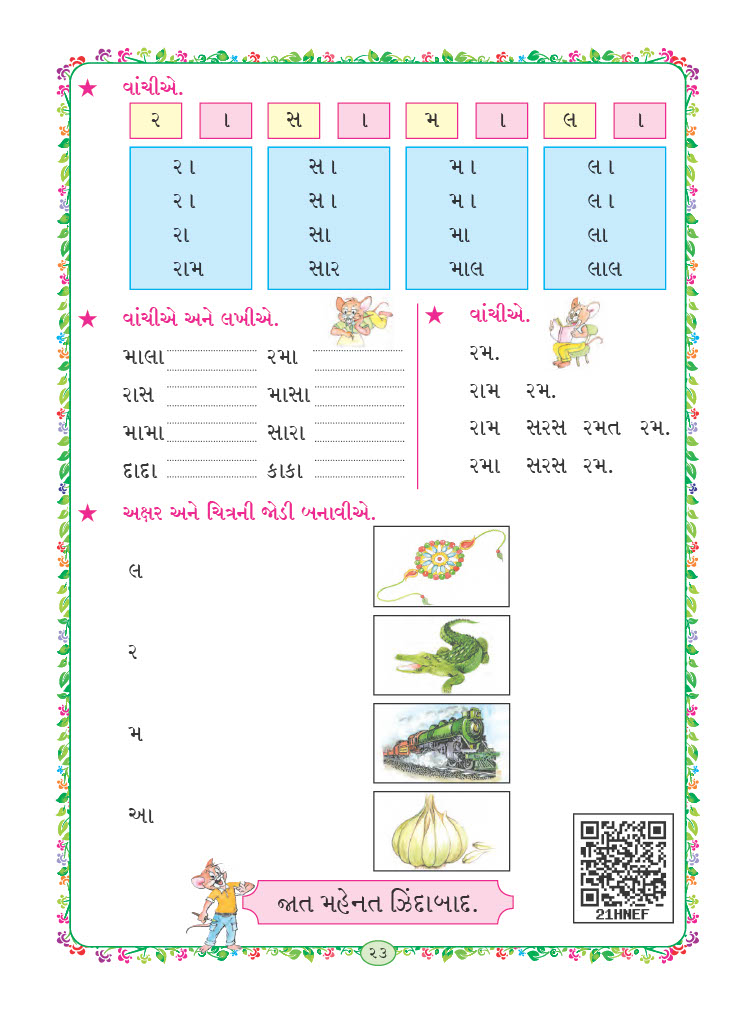 ★ વાંચીએ.
ર ા સ ા મ ા લ ા
ર ા સ ા મ ા લ ા
ર ા સ ા મ ા લ ા
રા સા મા લા
રામ સાર માલ લાલ
★ વાંચીએ અને લખીએ.
માલા રમા
રાસ માસા
મામા સારા
દાદા કાકા
★ વાંચીએ.
રમ.
રામ રમ.
રામ સરસ રમત રમ.
રમા સરસ રમ.
★ અક્ષર અને ચિત્રની જોડી બનાવીએ.
લ
ર
મ
આ
21HNEF
જાત મહેનત ઝિંદાબાદ.
૨૩